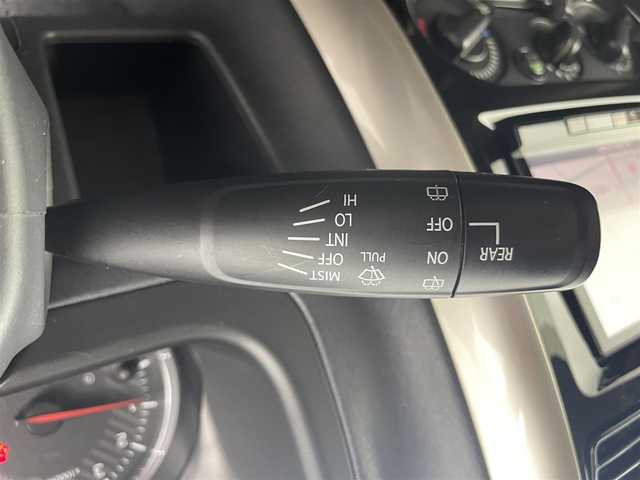 HI
LO
INT
OFF
MIST
PULL
OFF
ON
REAR